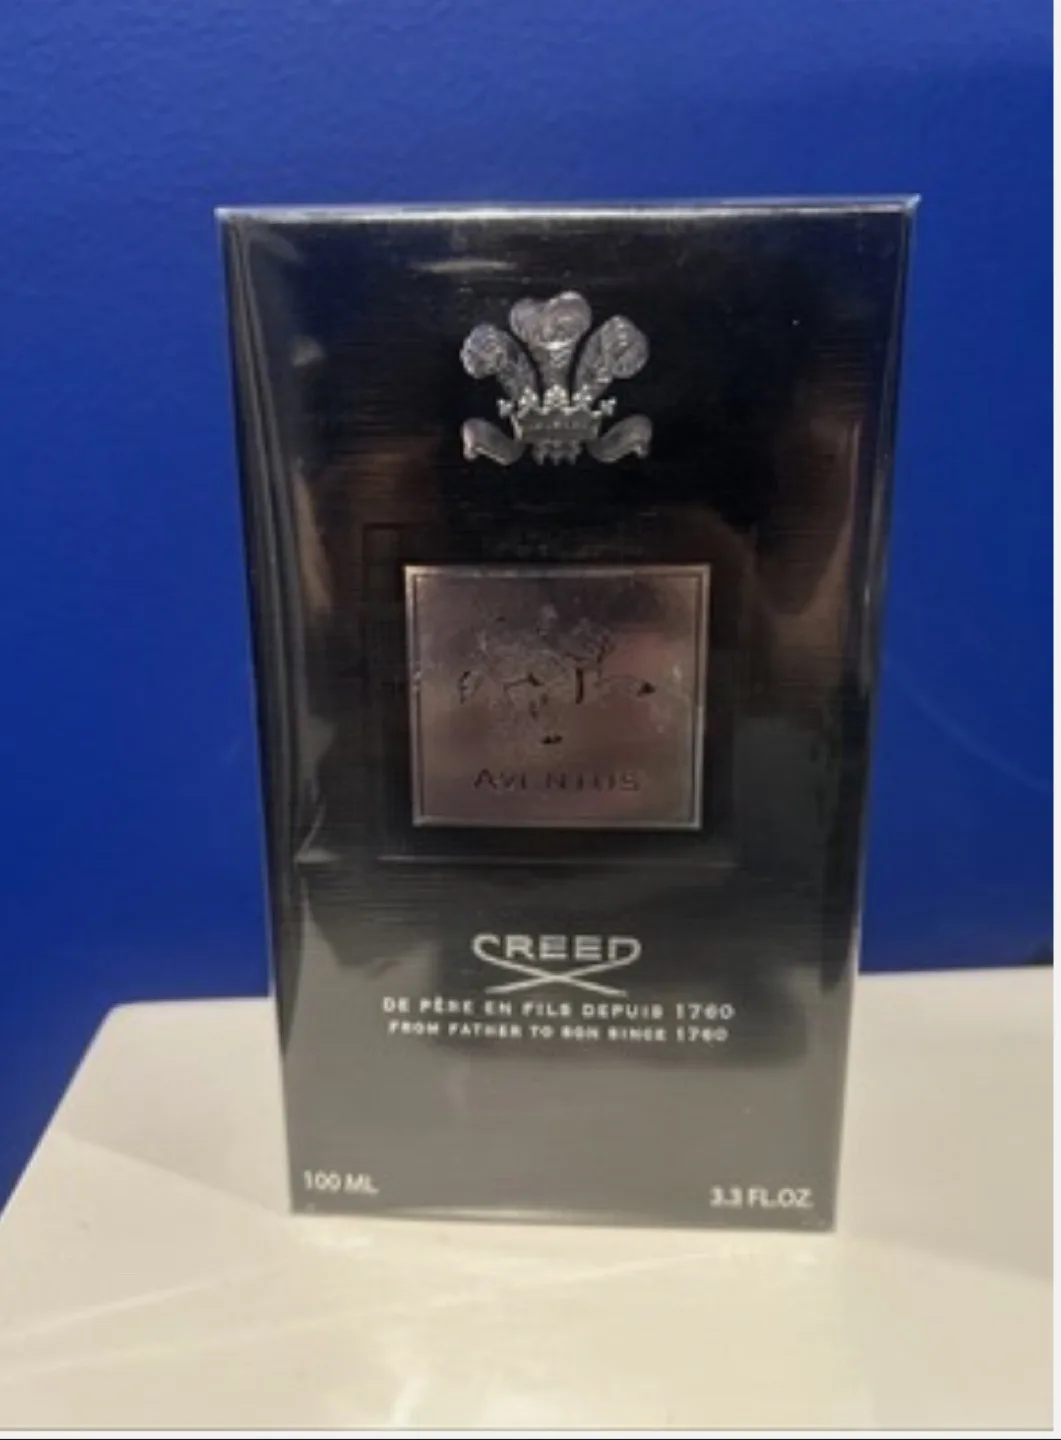 AVENTUS
CREED
DE PÈRE EN FILS DEPUIS 1760
FROM FATHER TO SON SINCE 1760
100 ML
3.3 FL.OZ